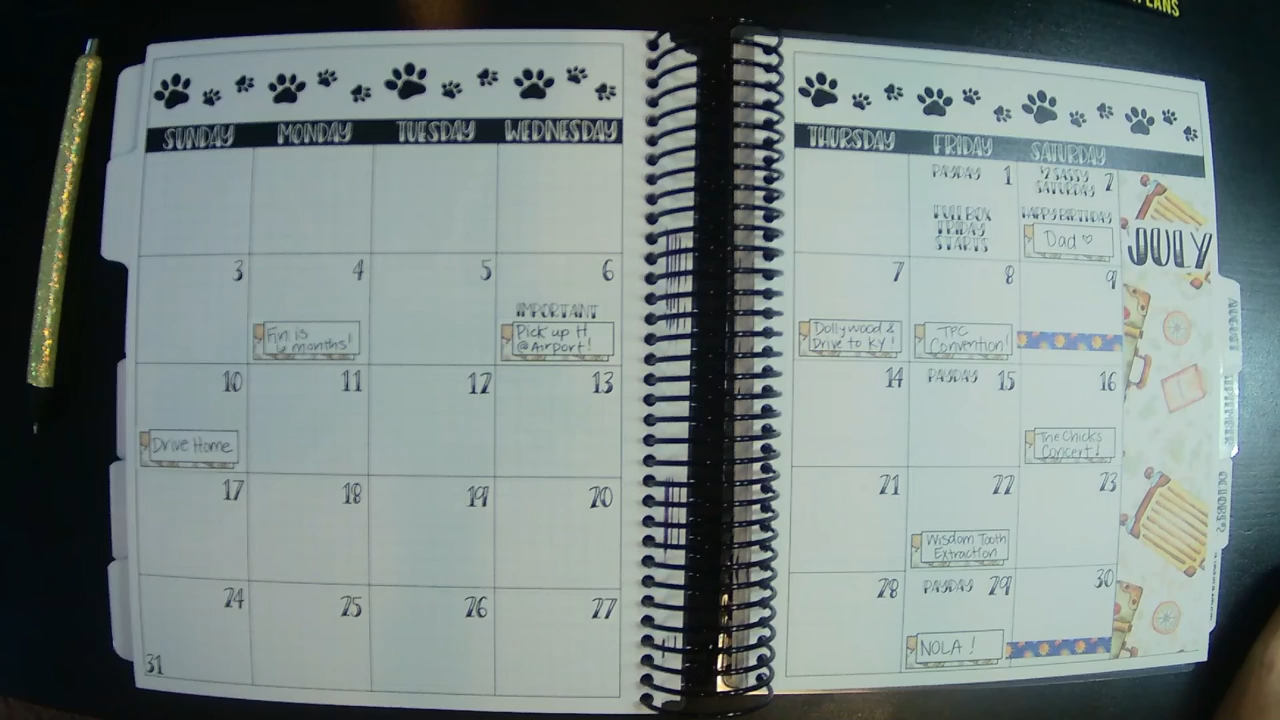 PLANS
SUNDAY MONDAY TUESDAY WEDNESDAY THURSDAY FRIDAY SATURDAY
PAYDAY 1
FULL BOX
FRIDAY
STARTS
$2 SASSY
SATURDAY 2
HAPPY BIRTHDAY
Dad ♡
JULY
3 4 5 6 7 8 9
Fin is
6 months!
IMPORTANT
Pick up H
@Airport!
Dollywood &
Drive to KY!
TPC
Convention!
10 11 12 13 14 PAYDAY 15 16
Drive Home
The Chicks
Concert!
17 18 19 20 21 22 23
Wisdom Tooth
Extraction
24 25 26 27 28 PAYDAY 29 30
31
NOLA !
AUGUST
OCTOBER